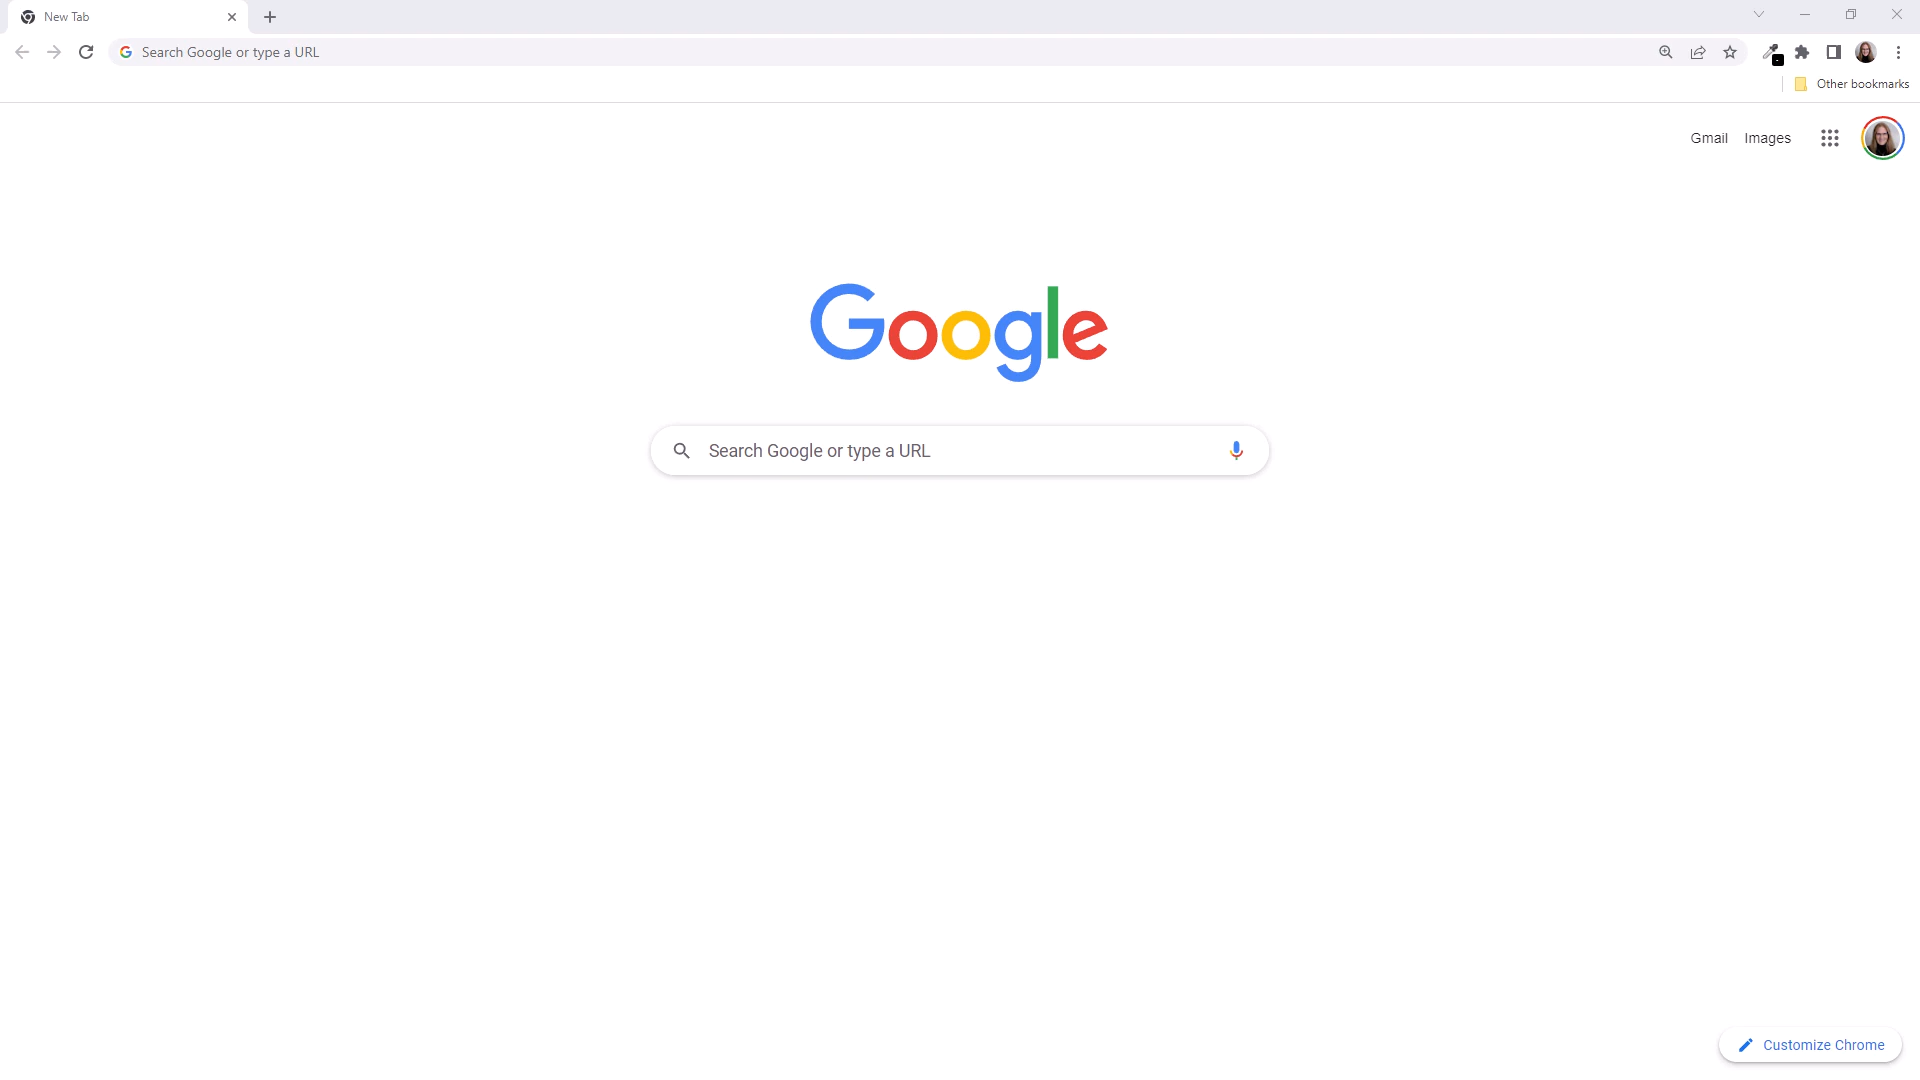 New Tab
Search Google or type a URL
Other bookmarks
Gmail Images
Google
Search Google or type a URL
Customize Chrome